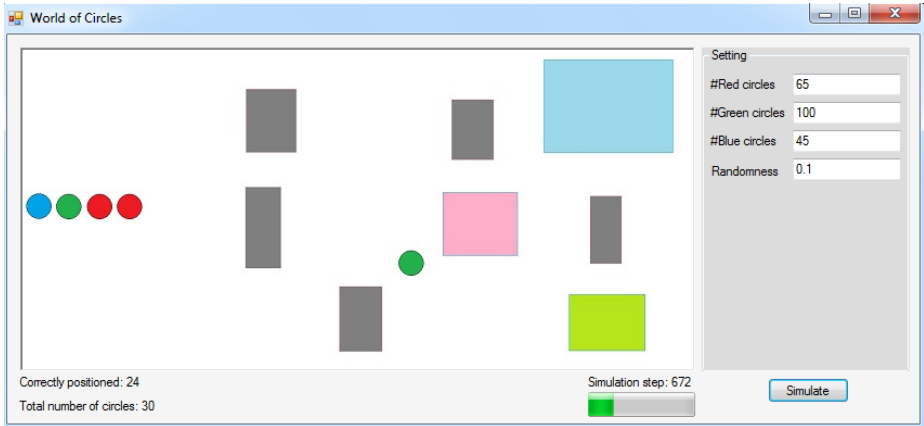 World of Circles
Setting
#Red circles 65
#Green circles 100
#Blue circles 45
Randomness 0.1
Correctly positioned: 24
Simulation step: 672
Total number of circles: 30
Simulate